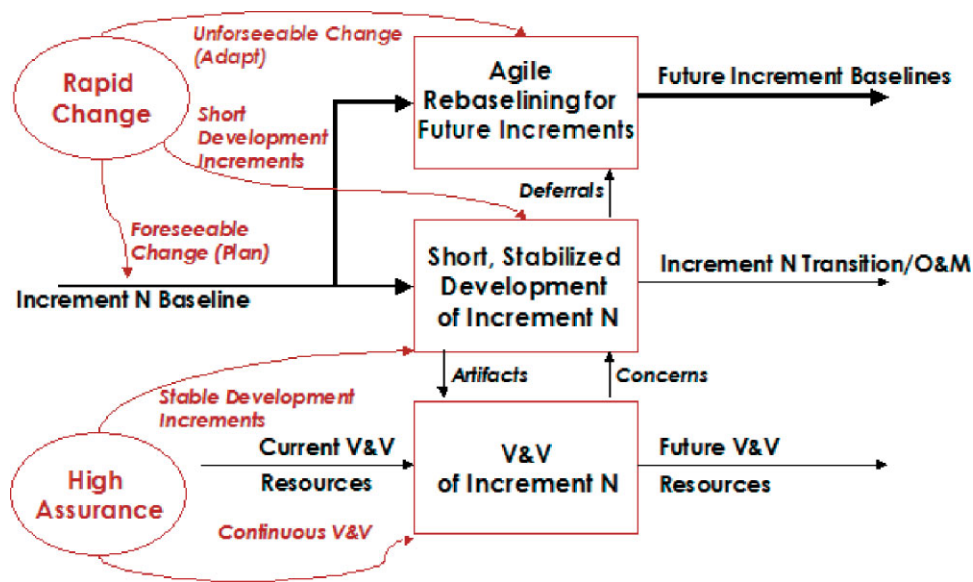 Unforseeable Change
(Adapt)
Rapid
Change
Short
Development
Increments
Agile
Rebaselining for
Future Increments
Future Increment Baselines
Deferrals
Foreseeable
Change (Plan)
Increment N Baseline
Short, Stabilized
Development
of Increment N
Increment N Transition/O&M
Artifacts
Concerns
Stable Development
Increments
High
Assurance
Current V&V
Resources
V&V
of Increment N
Future V&V
Resources
Continuous V&V